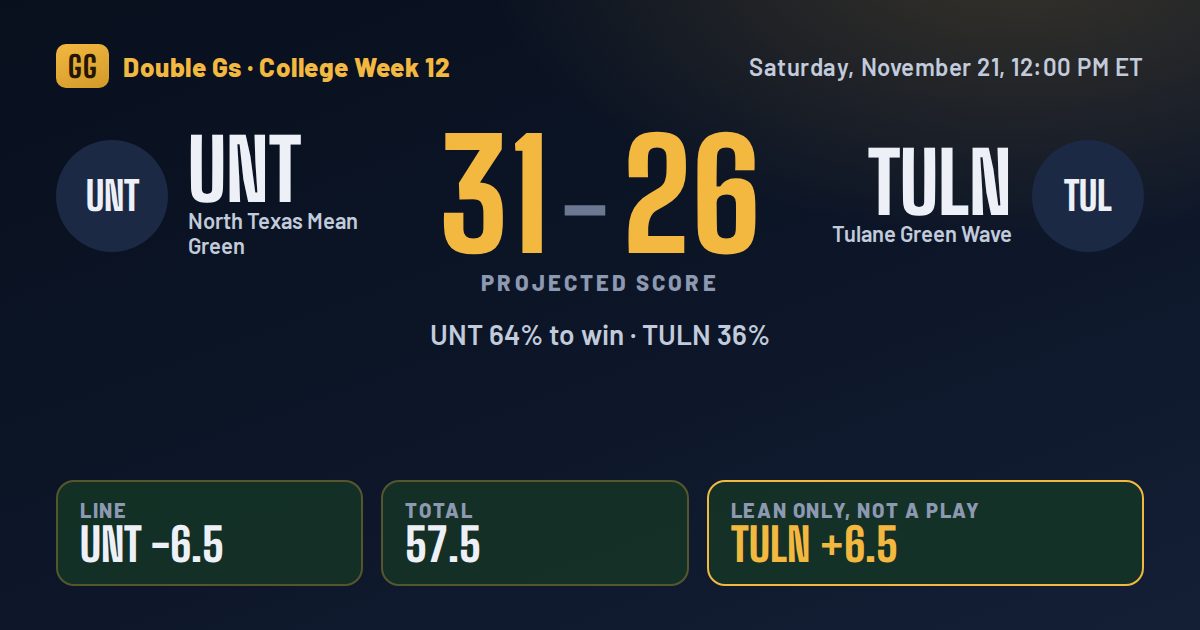 GG
Double Gs · College Week 12
Saturday, November 21, 12:00 PM ET
UNT
UNT
North Texas Mean
Green
31 – 26
PROJECTED SCORE
UNT 64% to win · TULN 36%
TULN
Tulane Green Wave
TUL
LINE
UNT −6.5
TOTAL
57.5
LEAN ONLY, NOT A PLAY
TULN +6.5